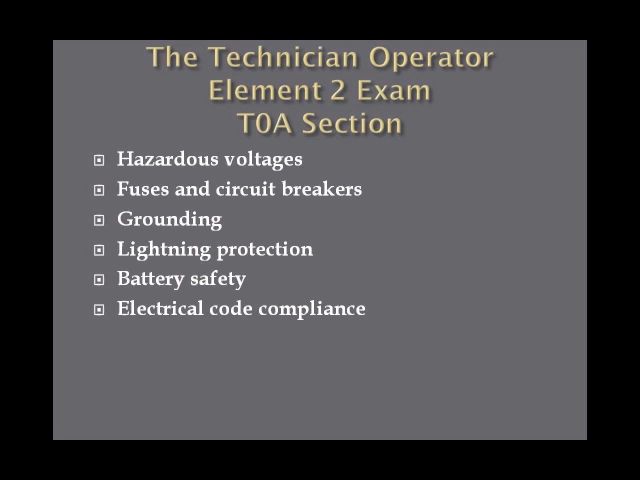 The Technician Operator
Element 2 Exam
T0A Section
Hazardous voltages
Fuses and circuit breakers
Grounding
Lightning protection
Battery safety
Electrical code compliance